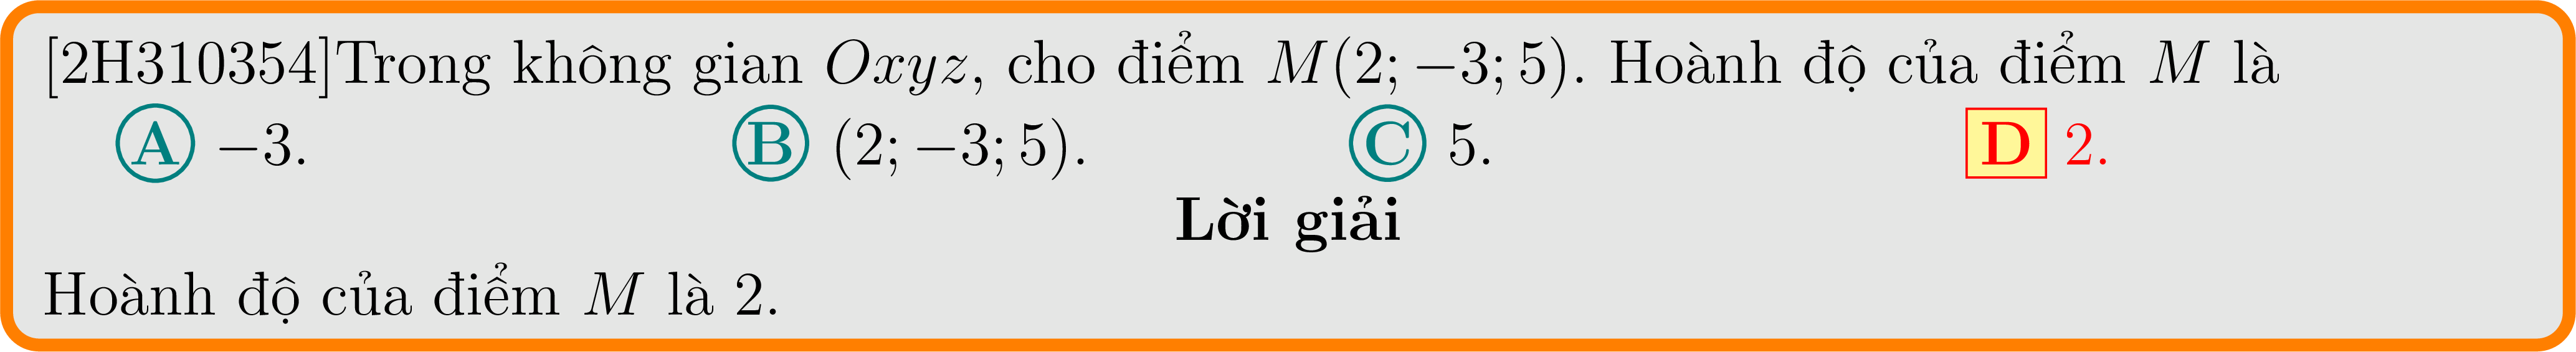 [2H310354]Trong không gian Oxyz, cho điểm M(2; −3; 5). Hoành độ của điểm M là
A −3. B (2; −3; 5). C 5. D 2.
Lời giải
Hoành độ của điểm M là 2.